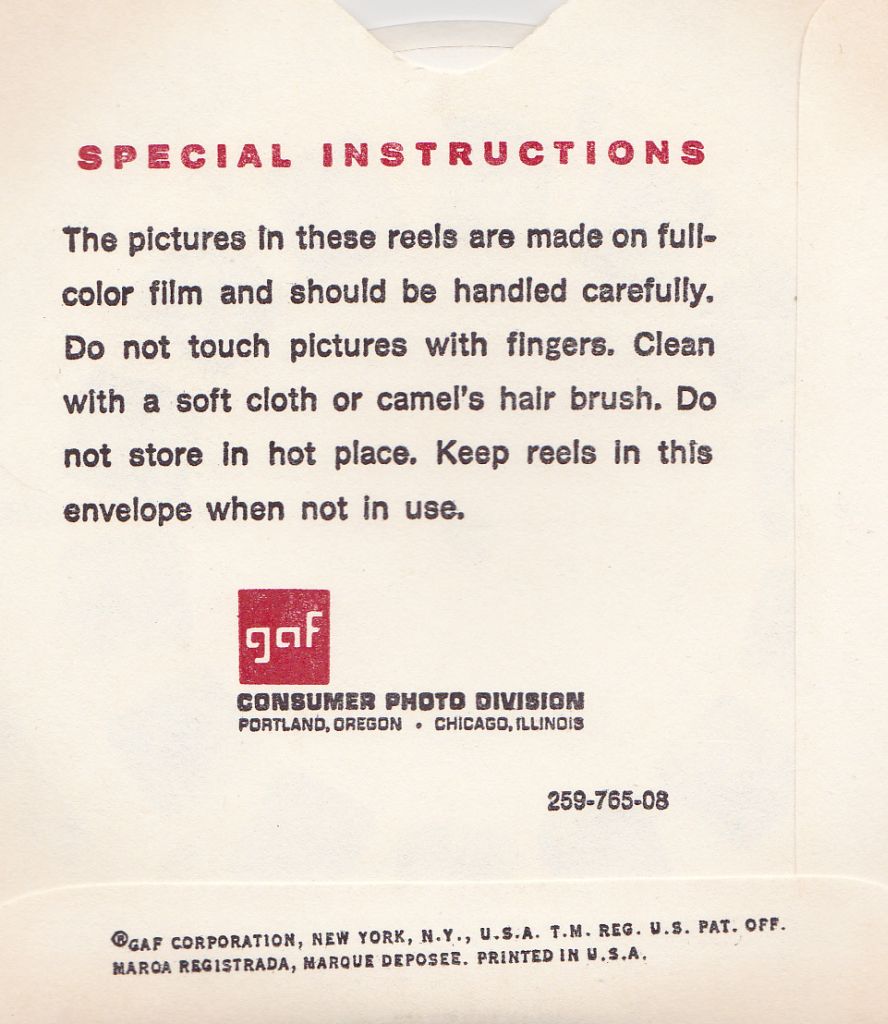 SPECIAL INSTRUCTIONS
The pictures in these reels are made on full-
color film and should be handled carefully.
Do not touch pictures with fingers. Clean
with a soft cloth or camel's hair brush. Do
not store in hot place. Keep reels in this
envelope when not in use.
gaf
CONSUMER PHOTO DIVISION
PORTLAND, OREGON • CHICAGO, ILLINOIS
259-765-08
®GAF CORPORATION, NEW YORK, N.Y., U.S.A. T.M. REG. U.S. PAT. OFF.
MARCA REGISTRADA, MARQUE DEPOSEE. PRINTED IN U.S.A.